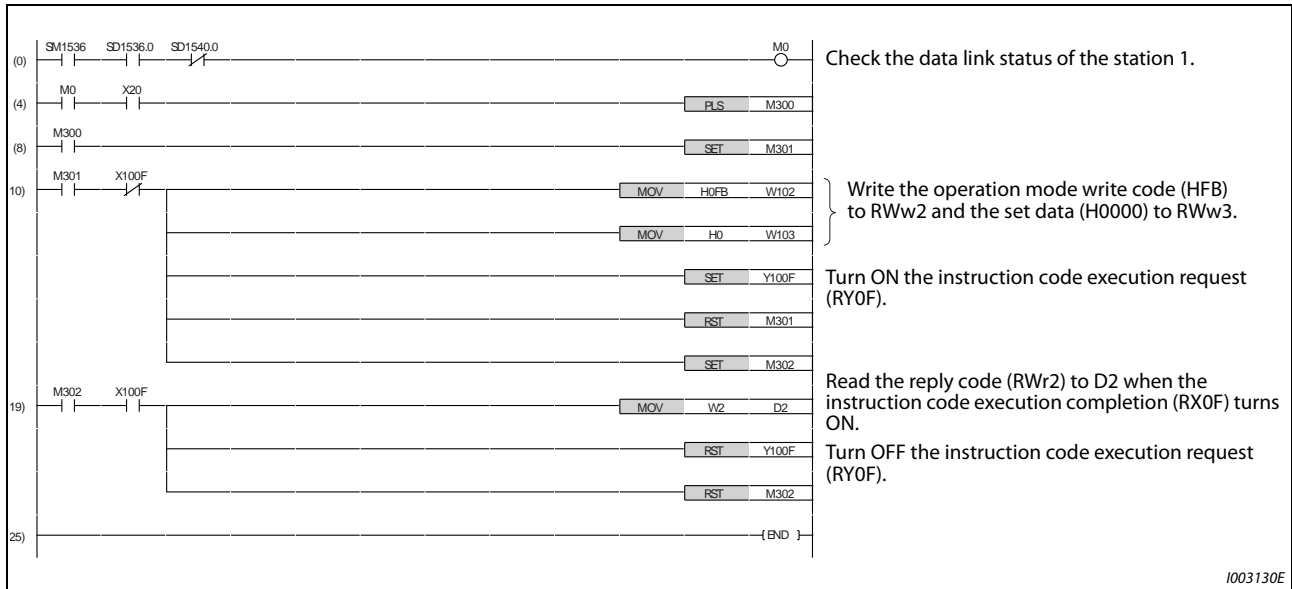 SM1536 SD1536.0 SD1540.0 M0
(0) Check the data link status of the station 1.
M0 X20
(4) PLS M300
M300
(8) SET M301
M301 X100F
10) MOV H0FB W102
Write the operation mode write code (HFB)
to RWw2 and the set data (H0000) to RWw3.
MOV H0 W103
SET Y100F
Turn ON the instruction code execution request
(RY0F).
RST M301
SET M302
M302 X100F
19) MOV W2 D2
Read the reply code (RWr2) to D2 when the
instruction code execution completion (RX0F) turns
ON.
RST Y100F
Turn OFF the instruction code execution request
(RY0F).
RST M302
25) END
I003130E